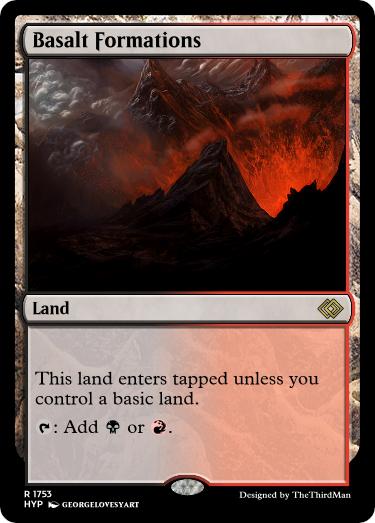 Basalt Formations
Land
This land enters tapped unless you
control a basic land.
: Add or .
R 1753
HYP GEORGELOVESYART
Designed by TheThirdMan